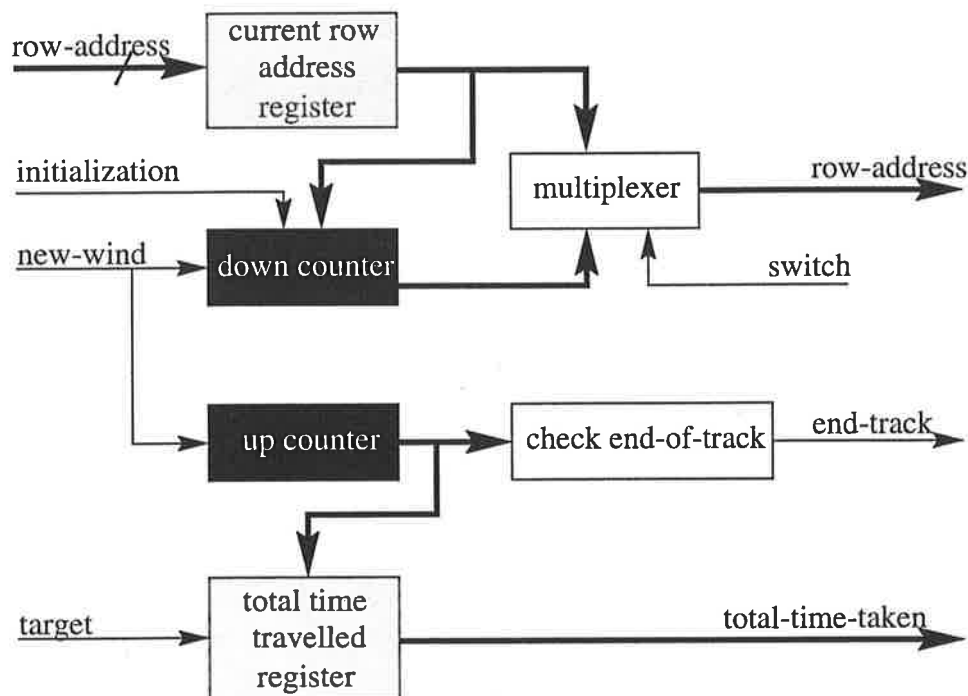 row-address
current row
address
register
initialization
multiplexer
row-address
new-wind
down counter
switch
up counter
check end-of-track
end-track
target
total time
travelled
register
total-time-taken